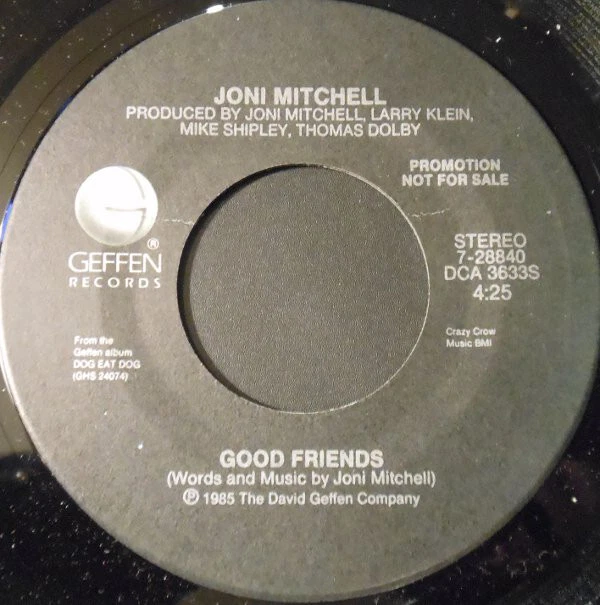 JONI MITCHELL
PRODUCED BY JONI MITCHELL, LARRY KLEIN,
MIKE SHIPLEY, THOMAS DOLBY
PROMOTION
NOT FOR SALE
®
GEFFEN
RECORDS
STEREO
7-28840
DCA 3633S
4:25
From the
Geffen album
DOG EAT DOG
(GHS 24074)
Crazy Crow
Music BMI
GOOD FRIENDS
(Words and Music by Joni Mitchell)
℗ 1985 The David Geffen Company